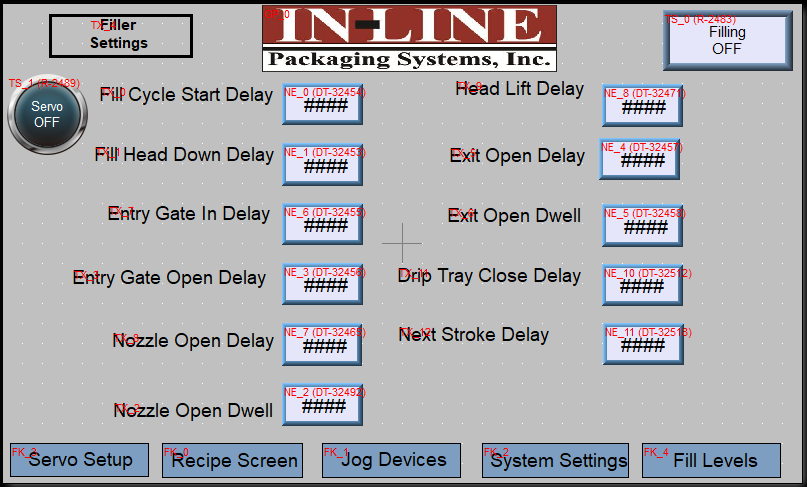 TX_
Filler
Settings
IN-LINE
Packaging Systems, Inc.
TS_0 (R-2483)
Filling
OFF
TS_1 (R-2489)
Servo
OFF
Fill Cycle Start Delay
NE_0 (DT-32454)
####
Head Lift Delay
NE_8 (DT-32471)
####
Fill Head Down Delay
NE_1 (DT-32453)
####
Exit Open Delay
NE_4 (DT-32457)
####
Entry Gate In Delay
NE_6 (DT-32455)
####
Exit Open Dwell
NE_5 (DT-32458)
####
Entry Gate Open Delay
NE_3 (DT-32456)
####
Drip Tray Close Delay
NE_10 (DT-32512)
####
Nozzle Open Delay
NE_7 (DT-32465)
####
Next Stroke Delay
NE_11 (DT-32513)
####
Nozzle Open Dwell
NE_2 (DT-32492)
####
FK_3 Servo Setup
FK_0 Recipe Screen
FK_1 Jog Devices
FK_2 System Settings
FK_4 Fill Levels